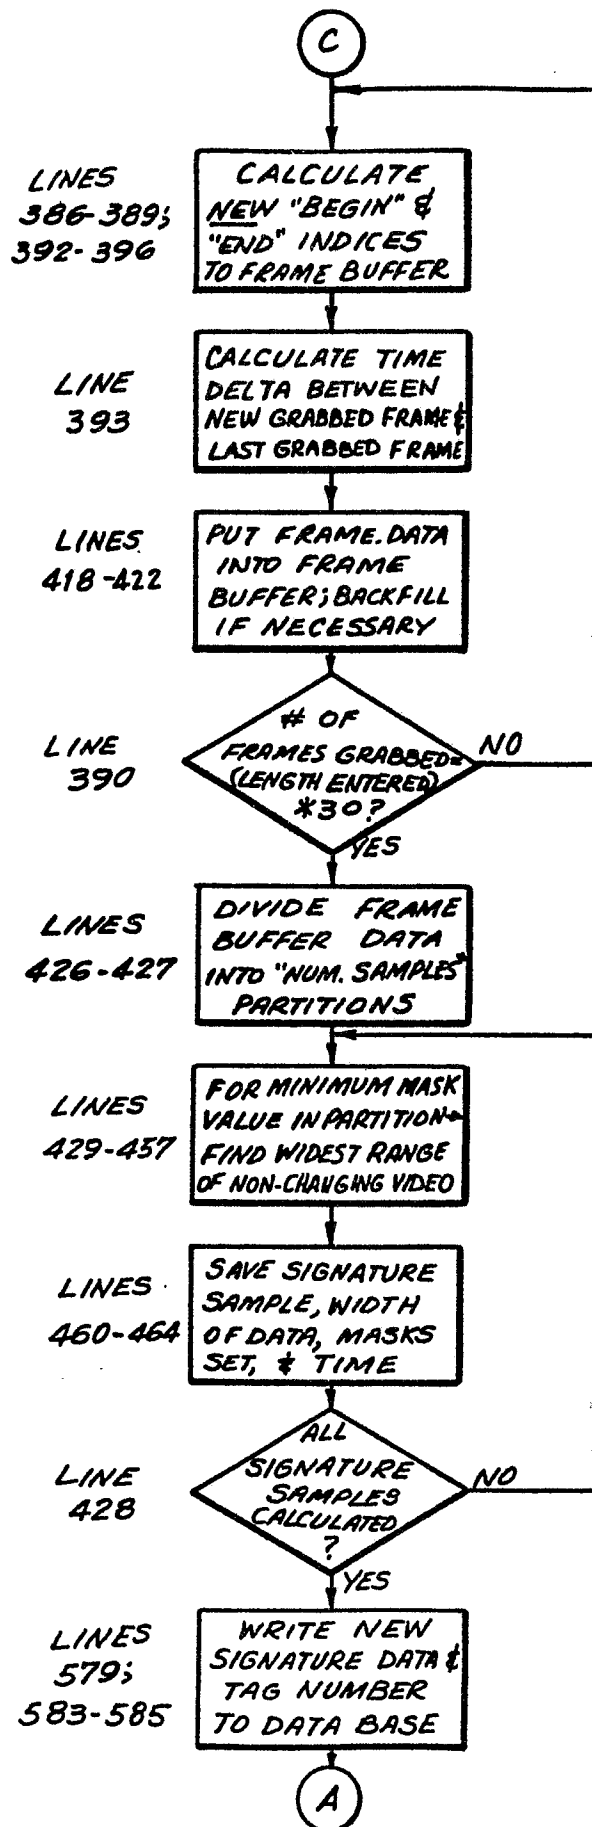 C
LINES
386-389;
392-396
CALCULATE
NEW "BEGIN" &
"END" INDICES
TO FRAME BUFFER
LINE
393
CALCULATE TIME
DELTA BETWEEN
NEW GRABBED FRAME &
LAST GRABBED FRAME
LINES
418-422
PUT FRAME DATA
INTO FRAME
BUFFER; BACKFILL
IF NECESSARY
LINE
390
# OF
FRAMES GRABBED=
(LENGTH ENTERED)
*30?
NO
YES
LINES
426-427
DIVIDE FRAME
BUFFER DATA
INTO "NUM. SAMPLES"
PARTITIONS
LINES
429-457
FOR MINIMUM MASK
VALUE IN PARTITION-
FIND WIDEST RANGE
OF NON-CHANGING VIDEO
LINES
460-464
SAVE SIGNATURE
SAMPLE, WIDTH
OF DATA, MASKS
SET, & TIME
LINE
428
ALL
SIGNATURE
SAMPLES
CALCULATED
?
NO
YES
LINES
579;
583-585
WRITE NEW
SIGNATURE DATA &
TAG NUMBER
TO DATA BASE
A